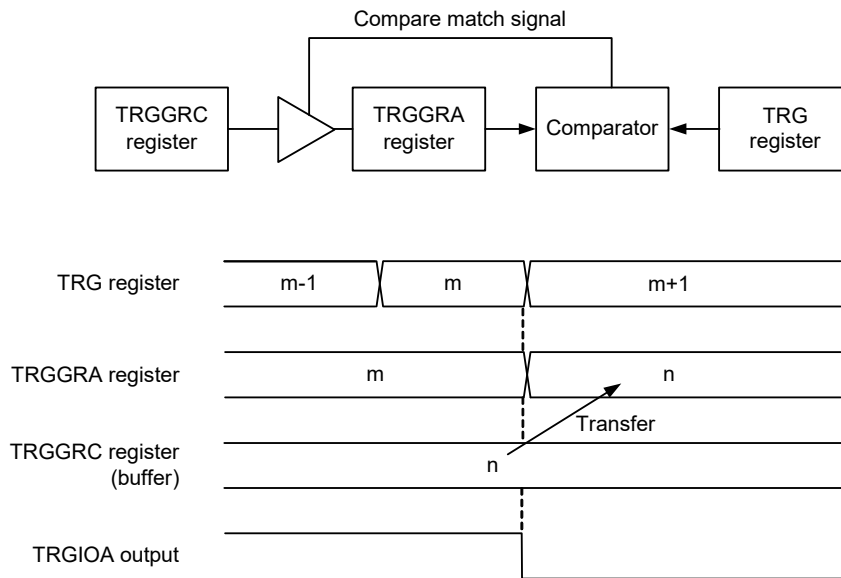 Compare match signal
TRGGRC
register
TRGGRA
register
Comparator
TRG
register
TRG register
m-1
m
m+1
TRGGRA register
m
n
Transfer
TRGGRC register
(buffer)
n
TRGIOA output